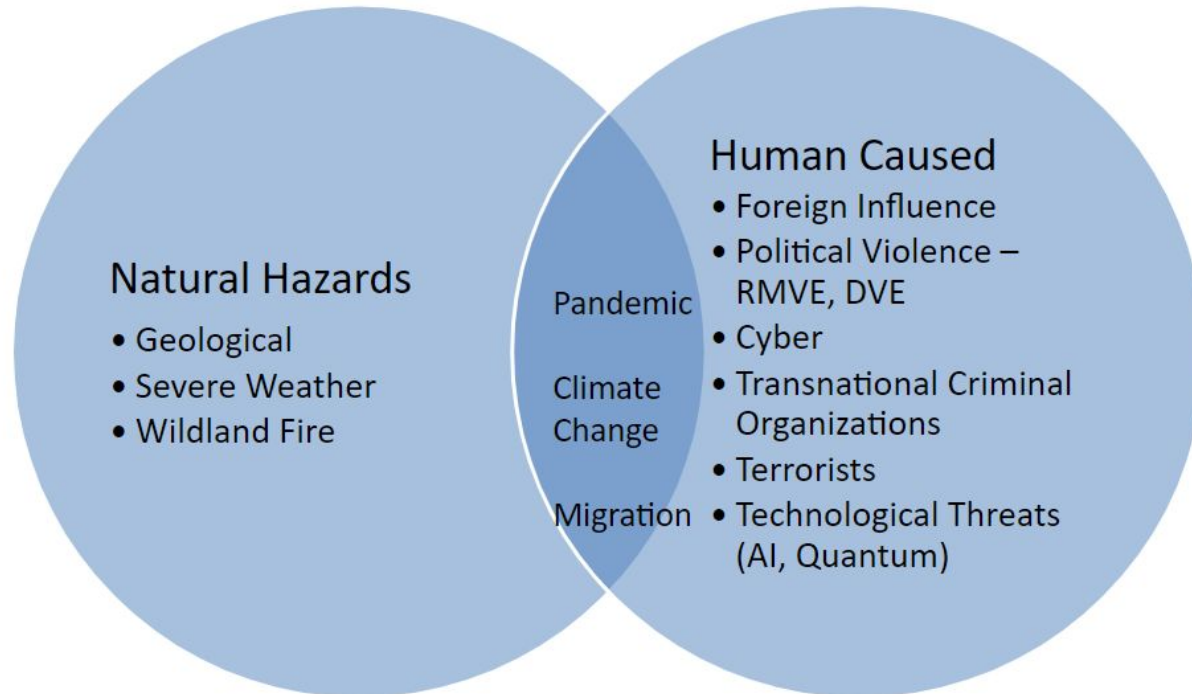 Natural Hazards
• Geological
• Severe Weather
• Wildland Fire
Pandemic
Climate
Change
Migration
Human Caused
• Foreign Influence
• Political Violence –
RMVE, DVE
• Cyber
• Transnational Criminal
Organizations
• Terrorists
• Technological Threats
(AI, Quantum)